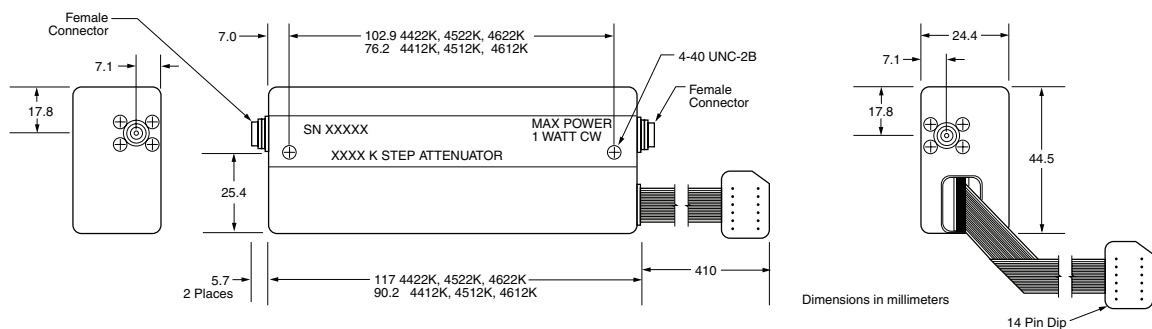 Female
Connector
7.1
17.8
7.0
102.9 4422K, 4522K, 4622K
76.2 4412K, 4512K, 4612K
4-40 UNC-2B
Female
Connector
SN XXXXX
MAX POWER
1 WATT CW
XXXX K STEP ATTENUATOR
25.4
5.7
2 Places
117 4422K, 4522K, 4622K
90.2 4412K, 4512K, 4612K
410
24.4
7.1
17.8
44.5
Dimensions in millimeters
14 Pin Dip